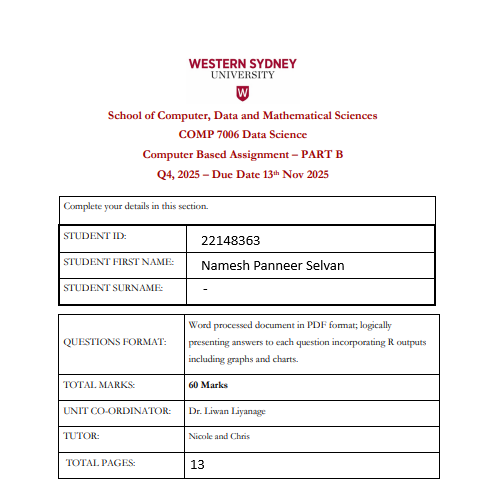 WESTERN SYDNEY
UNIVERSITY
W
School of Computer, Data and Mathematical Sciences
COMP 7006 Data Science
Computer Based Assignment – PART B
Q4, 2025 – Due Date 13th Nov 2025
Complete your details in this section.
STUDENT ID: 22148363
STUDENT FIRST NAME: Namesh Panneer Selvan
STUDENT SURNAME: -
QUESTIONS FORMAT: Word processed document in PDF format; logically
presenting answers to each question incorporating R outputs
including graphs and charts.
TOTAL MARKS: 60 Marks
UNIT CO-ORDINATOR: Dr. Liwan Liyanage
TUTOR: Nicole and Chris
TOTAL PAGES: 13